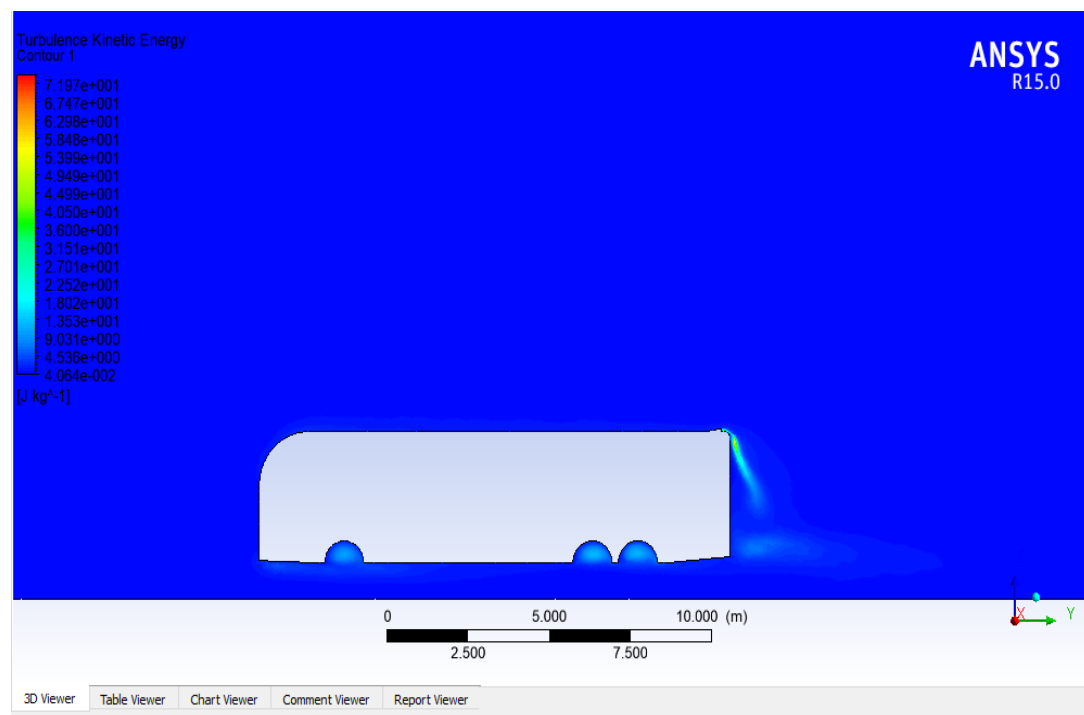 Turbulence Kinetic Energy
Contour 1
ANSYS
R15.0
7.197e+001
6.747e+001
6.298e+001
5.848e+001
5.399e+001
4.949e+001
4.499e+001
4.050e+001
3.600e+001
3.151e+001
2.701e+001
2.252e+001
1.802e+001
1.353e+001
9.031e+000
4.536e+000
4.064e-002
[J kg^-1]
0 5.000 10.000 (m)
2.500 7.500
X Y
3D Viewer Table Viewer Chart Viewer Comment Viewer Report Viewer